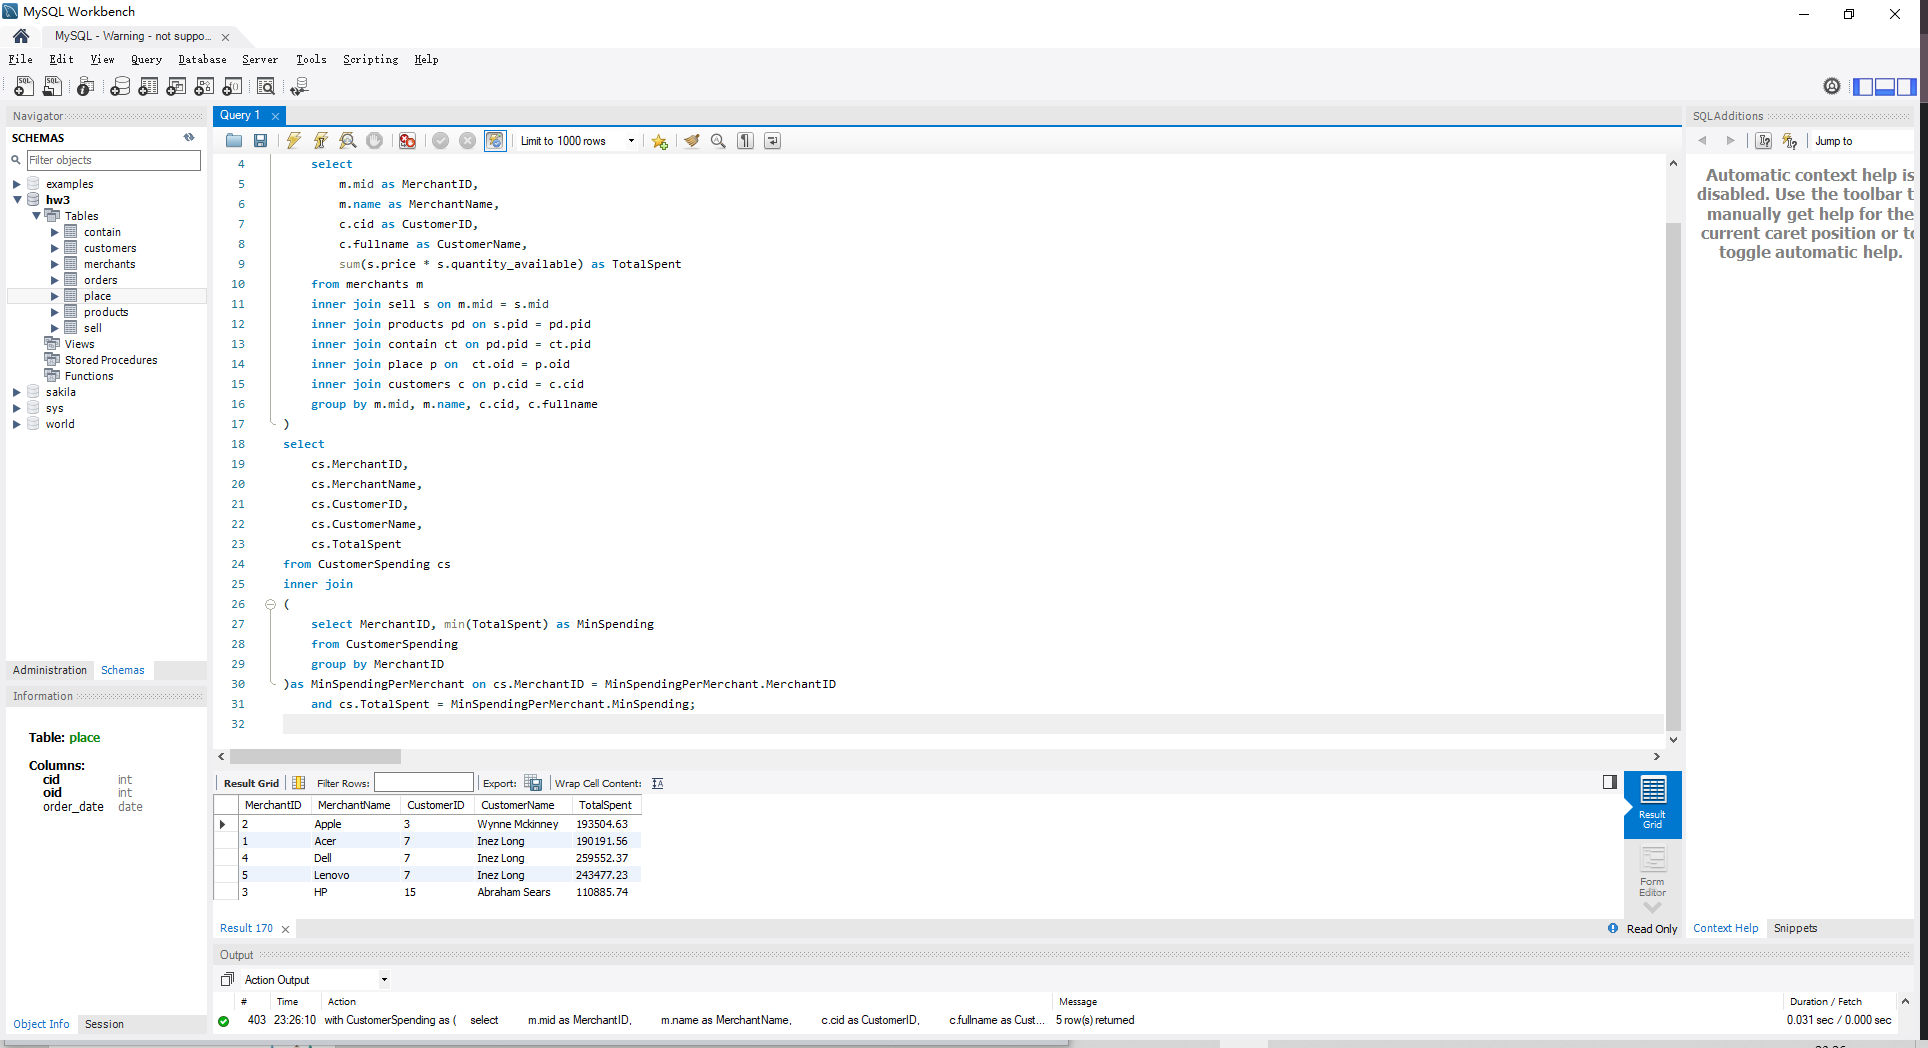 MySQL Workbench
MySQL - Warning - not suppo...
File Edit View Query Database Server Tools Scripting Help
Navigator
SCHEMAS
Filter objects
examples
hw3
Tables
contain
customers
merchants
orders
place
products
sell
Views
Stored Procedures
Functions
sakila
sys
world
Administration Schemas
Information
Table: place
Columns:
cid int
oid int
order_date date
Object Info Session
Query 1
Limit to 1000 rows
4 select
5 m.mid as MerchantID,
6 m.name as MerchantName,
7 c.cid as CustomerID,
8 c.fullname as CustomerName,
9 sum(s.price * s.quantity_available) as TotalSpent
10 from merchants m
11 inner join sell s on m.mid = s.mid
12 inner join products pd on s.pid = pd.pid
13 inner join contain ct on pd.pid = ct.pid
14 inner join place p on  ct.oid = p.oid
15 inner join customers c on p.cid = c.cid
16 group by m.mid, m.name, c.cid, c.fullname
17 )
18 select
19 cs.MerchantID,
20 cs.MerchantName,
21 cs.CustomerID,
22 cs.CustomerName,
23 cs.TotalSpent
24 from CustomerSpending cs
25 inner join
26 (
27 select MerchantID, min(TotalSpent) as MinSpending
28 from CustomerSpending
29 group by MerchantID
30 )as MinSpendingPerMerchant on cs.MerchantID = MinSpendingPerMerchant.MerchantID
31 and cs.TotalSpent = MinSpendingPerMerchant.MinSpending;
32
Result Grid Filter Rows: Export: Wrap Cell Content:
MerchantID MerchantName CustomerID CustomerName TotalSpent
2 Apple 3 Wynne Mckinney 193504.63
1 Acer 7 Inez Long 190191.56
4 Dell 7 Inez Long 259552.37
5 Lenovo 7 Inez Long 243477.23
3 HP 15 Abraham Sears 110885.74
Result Grid
Form Editor
Result 170
Read Only
Output
Action Output
# Time Action Message Duration / Fetch
403 23:26:10 with CustomerSpending as ( select m.mid as MerchantID, m.name as MerchantName, c.cid as CustomerID, c.fullname as Cust... 5 row(s) returned 0.031 sec / 0.000 sec
SQLAdditions
Jump to
Automatic context help is
disabled. Use the toolbar t
manually get help for the
current caret position or to
toggle automatic help.
Context Help Snippets